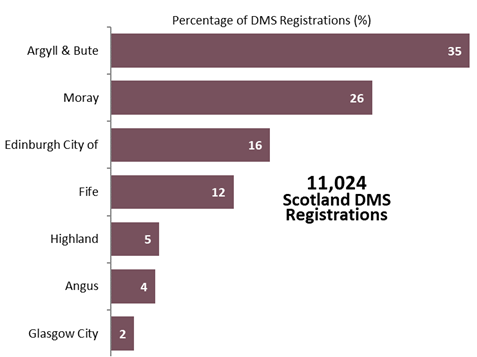 Percentage of DMS Registrations (%)
Argyll & Bute 35
Moray 26
Edinburgh City of 16
Fife 12
11,024
Scotland DMS
Registrations
Highland 5
Angus 4
Glasgow City 2